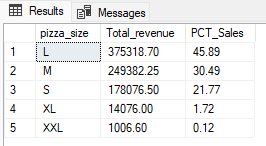 Results Messages
pizza_size Total_revenue PCT_Sales
1 L 375318.70 45.89
2 M 249382.25 30.49
3 S 178076.50 21.77
4 XL 14076.00 1.72
5 XXL 1006.60 0.12